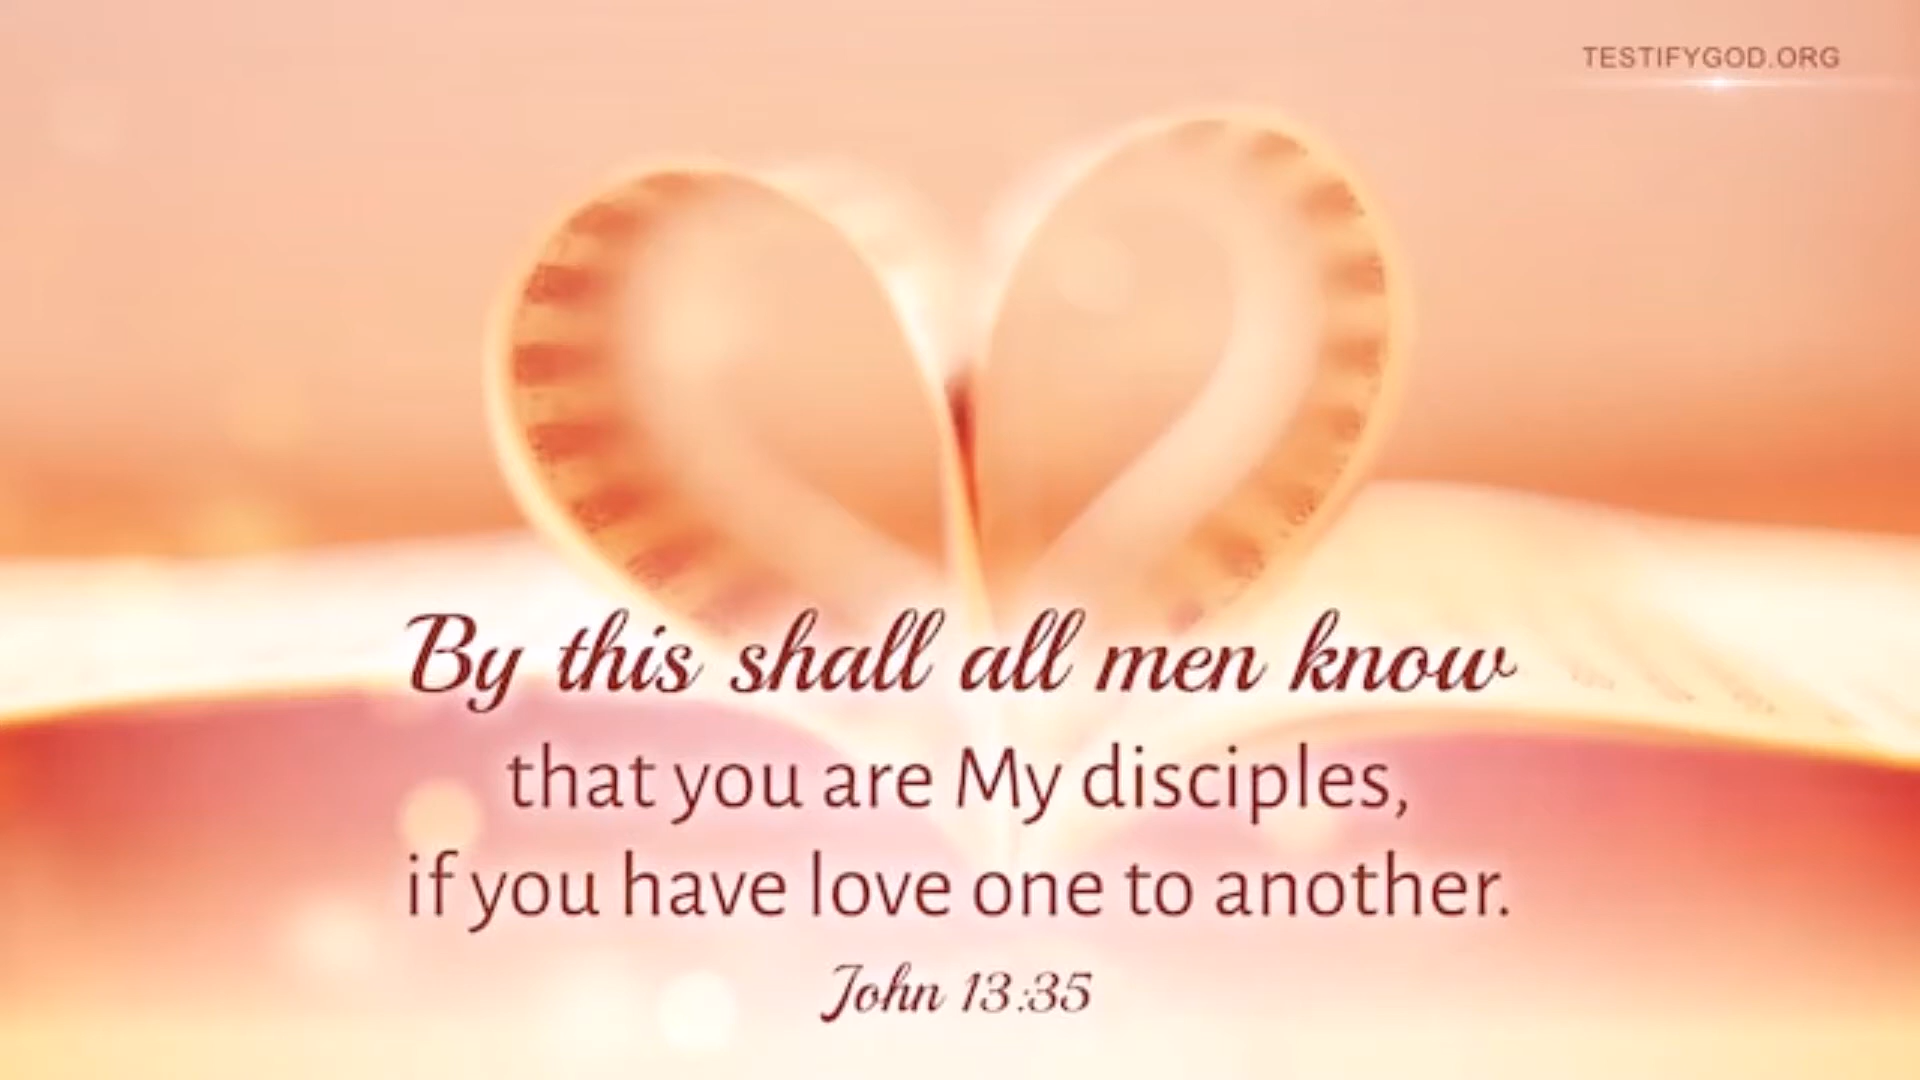 TESTIFYGOD.ORG
By this shall all men know
that you are My disciples,
if you have love one to another.
John 13:35